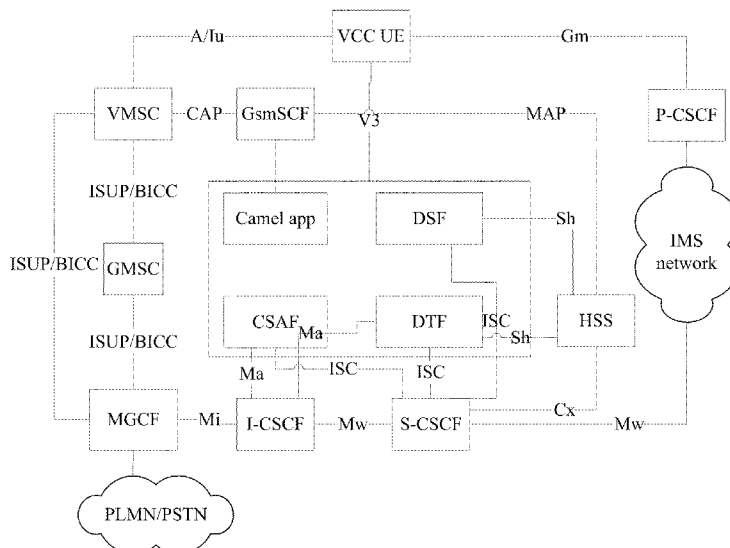 A/Iu
VCC UE
Gm
VMSC
CAP
GsmSCF
V3
MAP
P-CSCF
ISUP/BICC
Camel app
DSF
Sh
IMS
network
ISUP/BICC
GMSC
CSAF
Ma
DTF
ISC
Sh
HSS
ISUP/BICC
Ma
ISC
ISC
MGCF
Mi
I-CSCF
Mw
S-CSCF
Cx
Mw
PLMN/PSTN